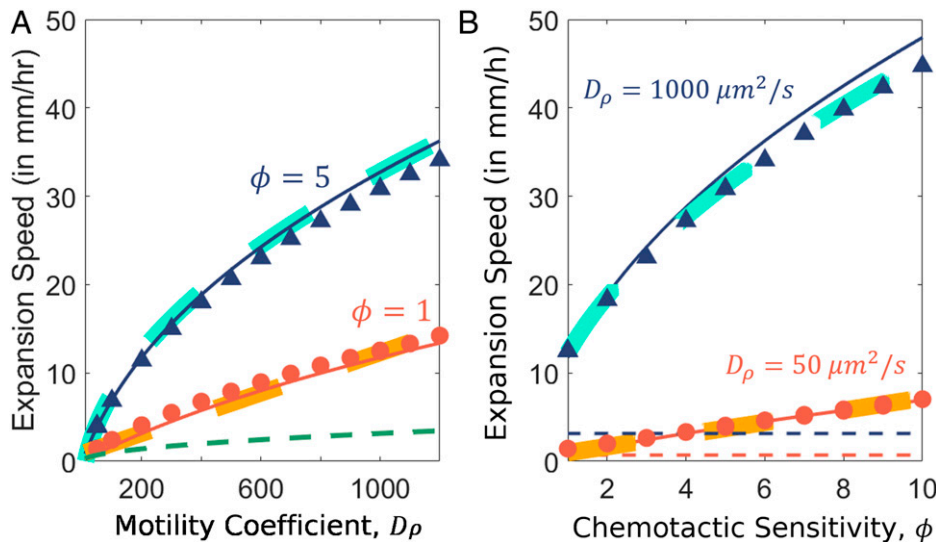 A
Expansion Speed (in mm/hr)
50
40
30
20
10
0
ϕ = 5
ϕ = 1
200
600
1000
Motility Coefficient, Dρ
B
Expansion Speed (in mm/h)
50
40
30
20
10
0
Dρ = 1000 μm²/s
Dρ = 50 μm²/s
2
4
6
8
10
Chemotactic Sensitivity, ϕ